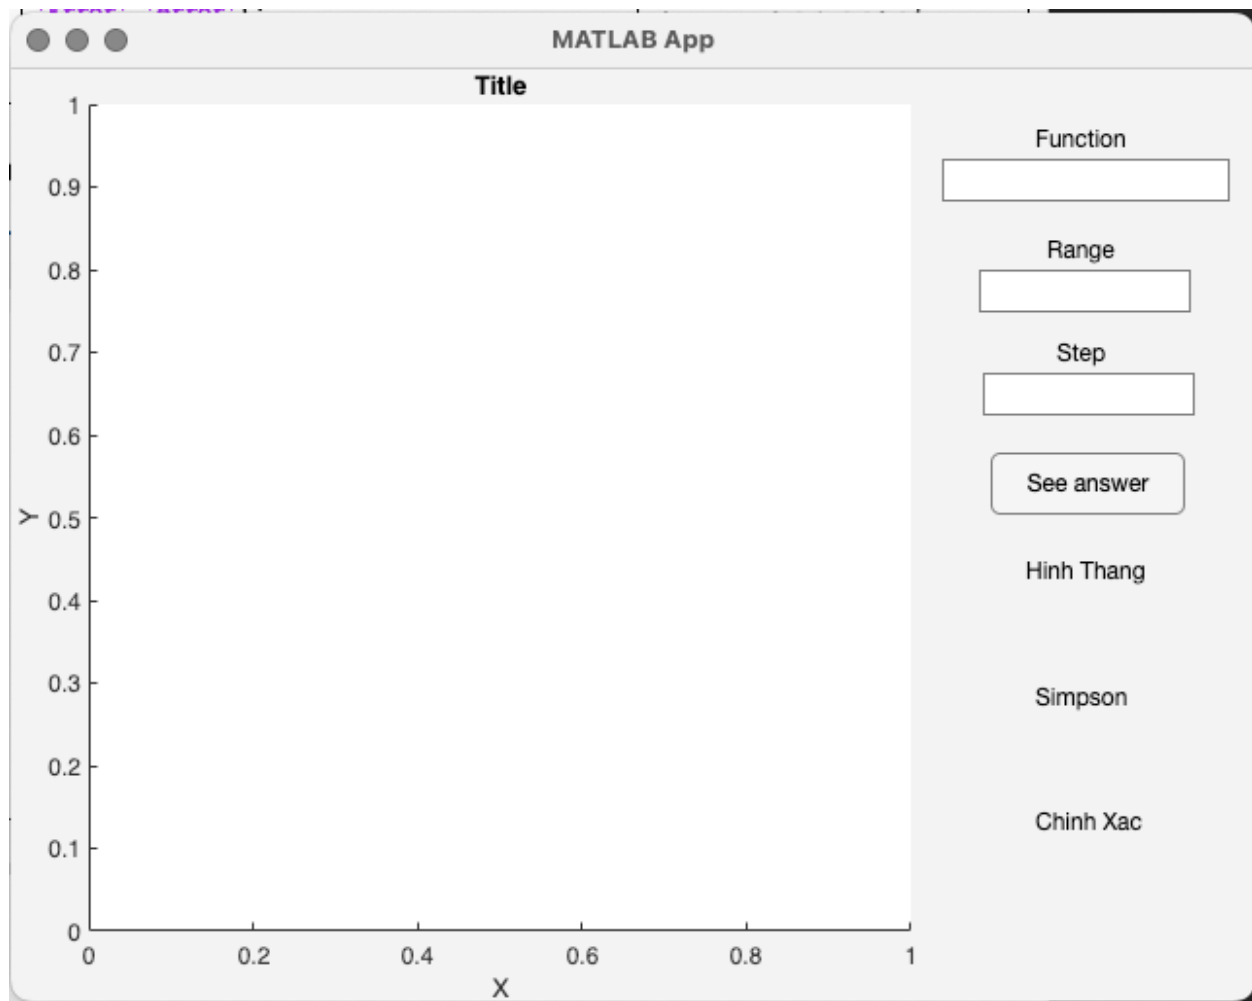 MATLAB App
Title
1
0.9
0.8
0.7
0.6
0.5
0.4
0.3
0.2
0.1
0
Y
0
0.2
0.4
0.6
0.8
1
X
Function
Range
Step
See answer
Hinh Thang
Simpson
Chinh Xac